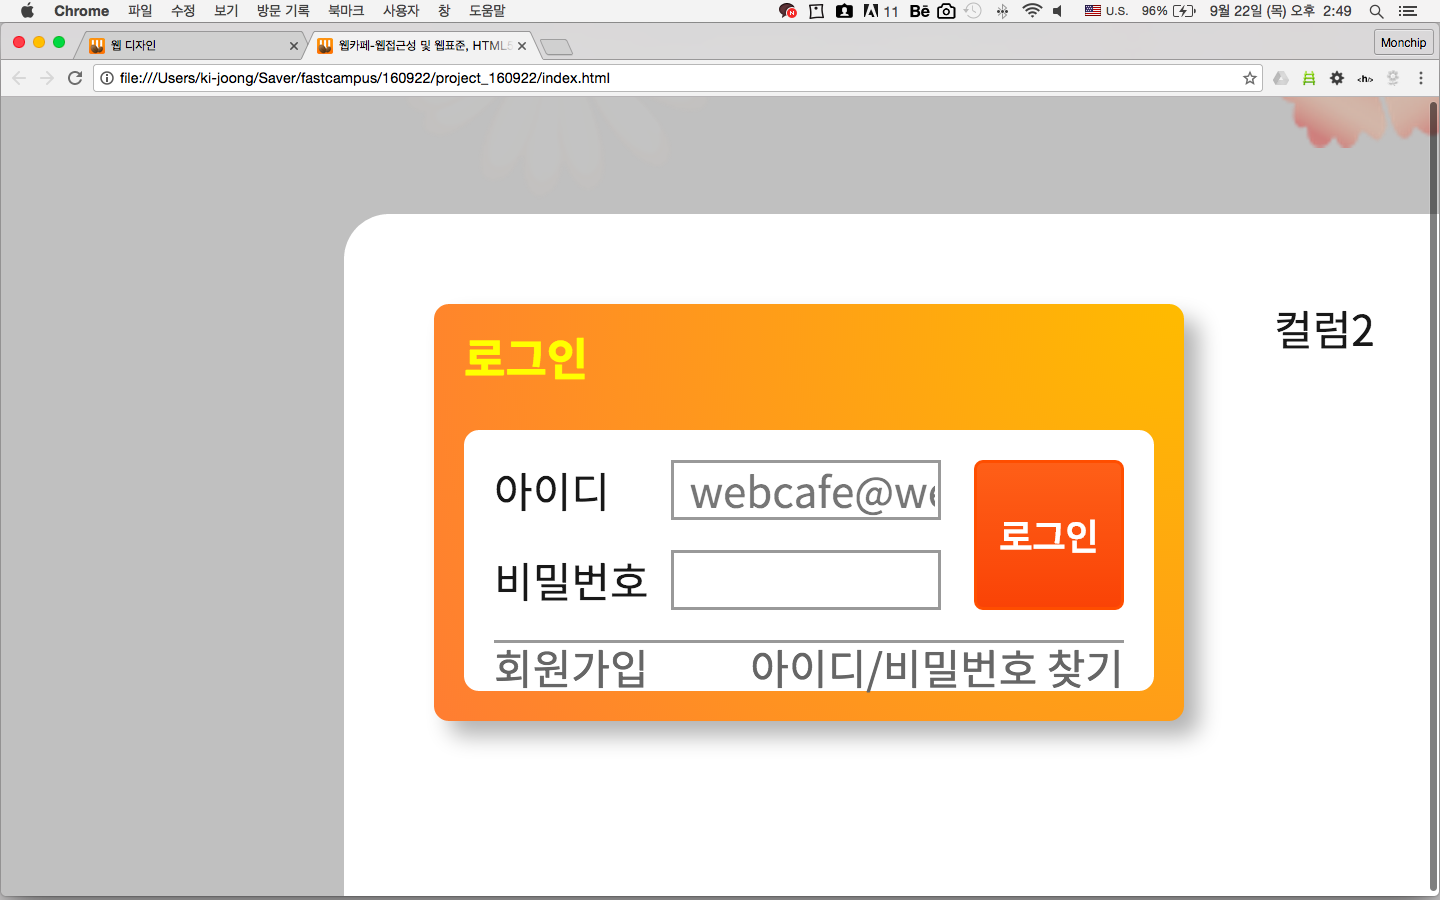 Chrome 파일 수정 보기 방문 기록 북마크 사용자 창 도움말 11 Bē U.S. 96% 9월 22일 (목) 오후 2:49
웹 디자인 웹카페-웹접근성 및 웹표준, HTML5 Monchip
file:///Users/ki-joong/Saver/fastcampus/160922/project_160922/index.html <h/>
컬럼2
로그인
아이디 webcafe@we
로그인
비밀번호
회원가입 아이디/비밀번호 찾기